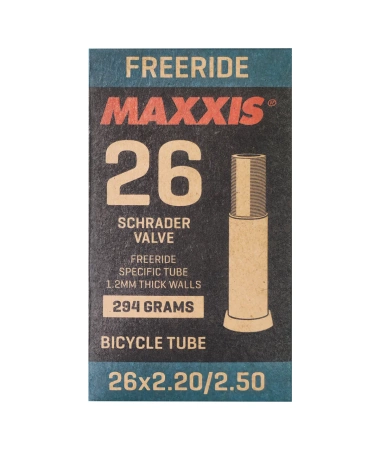 FREERIDE
MAXXIS®
26
SCHRADER
VALVE
FREERIDE
SPECIFIC TUBE
1.2MM THICK WALLS
294 GRAMS
BICYCLE TUBE
26x2.20/2.50